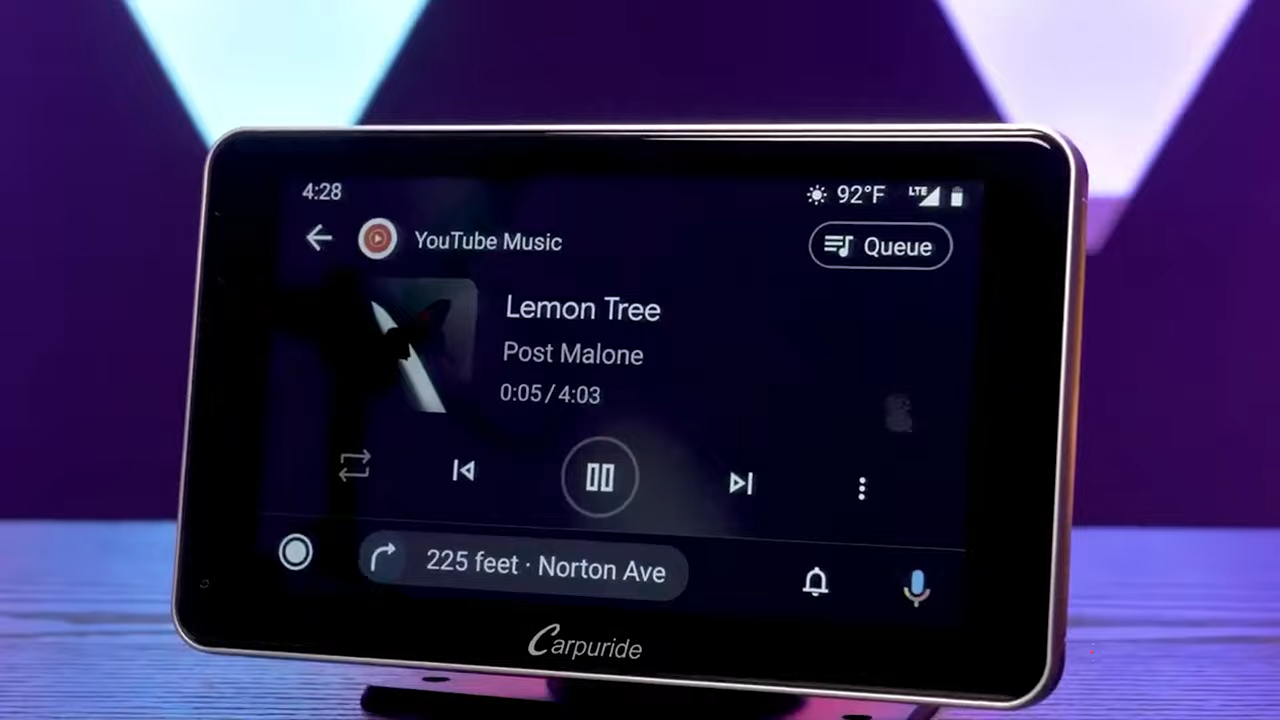 4:28
92°F LTE
YouTube Music
Queue
Lemon Tree
Post Malone
0:05 / 4:03
225 feet · Norton Ave
Carpuride